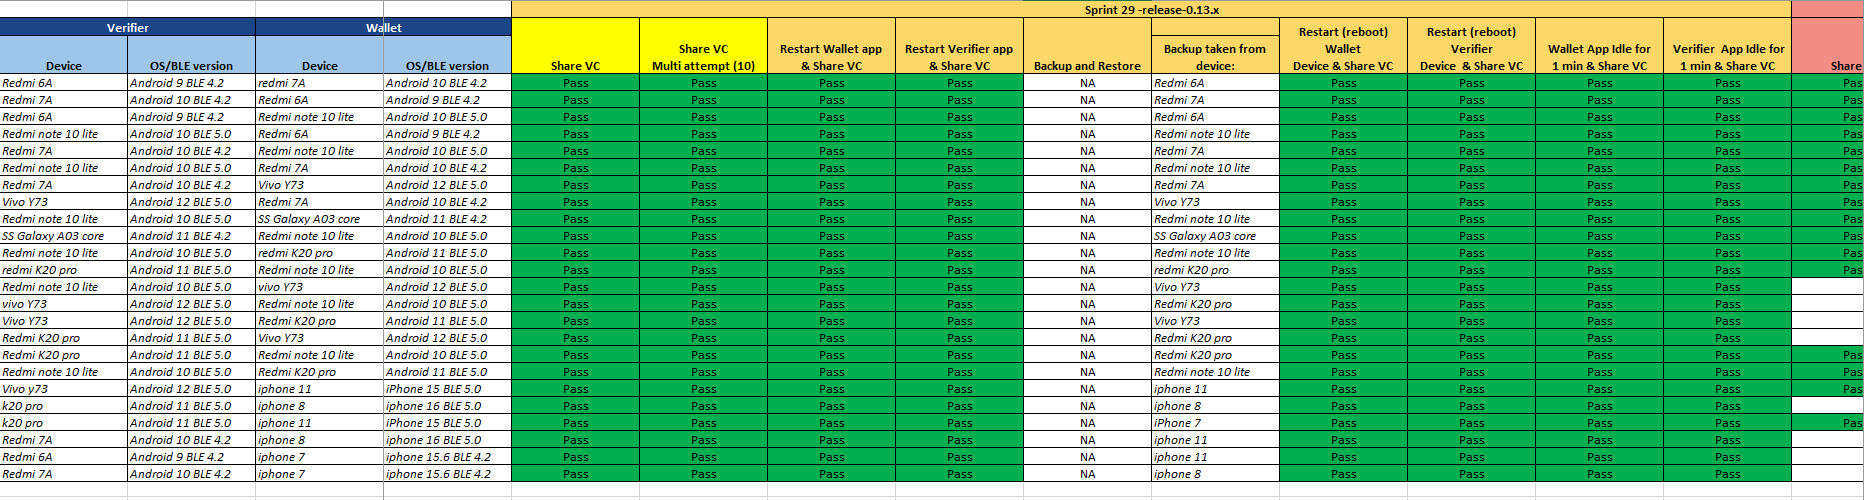 Sprint 29 -release-0.13.x
Verifier Wallet
Device OS/BLE version Device OS/BLE version Share VC Share VC Multi attempt (10) Restart Wallet app & Share VC Restart Verifier app & Share VC Backup and Restore Backup taken from device: Restart (reboot) Wallet Device & Share VC Restart (reboot) Verifier Device & Share VC Wallet App Idle for 1 min & Share VC Verifier App Idle for 1 min & Share VC Share
Redmi 6A Android 9 BLE 4.2 redmi 7A Android 10 BLE 4.2 Pass Pass Pass Pass NA Redmi 6A Pass Pass Pass Pass Pas
Redmi 7A Android 10 BLE 4.2 Redmi 6A Android 9 BLE 4.2 Pass Pass Pass Pass NA Redmi 7A Pass Pass Pass Pass Pas
Redmi 6A Android 9 BLE 4.2 Redmi note 10 lite Android 10 BLE 5.0 Pass Pass Pass Pass NA Redmi 6A Pass Pass Pass Pass Pas
Redmi note 10 lite Android 10 BLE 5.0 Redmi 6A Android 9 BLE 4.2 Pass Pass Pass Pass NA Redmi note 10 lite Pass Pass Pass Pass Pas
Redmi 7A Android 10 BLE 4.2 Redmi note 10 lite Android 10 BLE 5.0 Pass Pass Pass Pass NA Redmi 7A Pass Pass Pass Pass Pas
Redmi note 10 lite Android 10 BLE 5.0 Redmi 7A Android 10 BLE 4.2 Pass Pass Pass Pass NA Redmi note 10 lite Pass Pass Pass Pass Pas
Redmi 7A Android 10 BLE 4.2 Vivo Y73 Android 12 BLE 5.0 Pass Pass Pass Pass NA Redmi 7A Pass Pass Pass Pass Pas
Vivo Y73 Android 12 BLE 5.0 Redmi 7A Android 10 BLE 4.2 Pass Pass Pass Pass NA Vivo Y73 Pass Pass Pass Pass Pas
Redmi note 10 lite Android 10 BLE 5.0 SS Galaxy A03 core Android 11 BLE 4.2 Pass Pass Pass Pass NA Redmi note 10 lite Pass Pass Pass Pass Pas
SS Galaxy A03 core Android 11 BLE 4.2 Redmi note 10 lite Android 10 BLE 5.0 Pass Pass Pass Pass NA SS Galaxy A03 core Pass Pass Pass Pass Pas
Redmi note 10 lite Android 10 BLE 5.0 redmi K20 pro Android 11 BLE 5.0 Pass Pass Pass Pass NA Redmi note 10 lite Pass Pass Pass Pass Pas
redmi K20 pro Android 11 BLE 5.0 Redmi note 10 lite Android 10 BLE 5.0 Pass Pass Pass Pass NA redmi K20 pro Pass Pass Pass Pass Pas
Redmi note 10 lite Android 10 BLE 5.0 vivo Y73 Android 12 BLE 5.0 Pass Pass Pass Pass NA Vivo Y73 Pass Pass Pass Pass
vivo Y73 Android 12 BLE 5.0 Redmi note 10 lite Android 10 BLE 5.0 Pass Pass Pass Pass NA Redmi K20 pro Pass Pass Pass Pass
Vivo Y73 Android 12 BLE 5.0 Redmi K20 pro Android 11 BLE 5.0 Pass Pass Pass Pass NA Vivo Y73 Pass Pass Pass Pass
Redmi K20 pro Android 11 BLE 5.0 Vivo Y73 Android 12 BLE 5.0 Pass Pass Pass Pass NA Redmi K20 pro Pass Pass Pass Pass
Redmi K20 pro Android 11 BLE 5.0 Redmi note 10 lite Android 10 BLE 5.0 Pass Pass Pass Pass NA Redmi K20 pro Pass Pass Pass Pass Pas
Redmi note 10 lite Android 10 BLE 5.0 Redmi K20 pro Android 11 BLE 5.0 Pass Pass Pass Pass NA Redmi note 10 lite Pass Pass Pass Pass Pas
Vivo y73 Android 12 BLE 5.0 iphone 11 iPhone 15 BLE 5.0 Pass Pass Pass Pass NA iphone 11 Pass Pass Pass Pass Pas
k20 pro Android 11 BLE 5.0 iphone 8 iphone 16 BLE 5.0 Pass Pass Pass Pass NA iphone 8 Pass Pass Pass Pass
k20 pro Android 11 BLE 5.0 iphone 11 iPhone 15 BLE 5.0 Pass Pass Pass Pass NA iPhone 7 Pass Pass Pass Pass Pas
Redmi 7A Android 10 BLE 4.2 iphone 8 iphone 16 BLE 5.0 Pass Pass Pass Pass NA iphone 11 Pass Pass Pass Pass
Redmi 6A Android 9 BLE 4.2 iphone 7 iphone 15.6 BLE 4.2 Pass Pass Pass Pass NA iphone 11 Pass Pass Pass Pass
Redmi 7A Android 10 BLE 4.2 iphone 7 iphone 15.6 BLE 4.2 Pass Pass Pass Pass NA iphone 8 Pass Pass Pass Pass